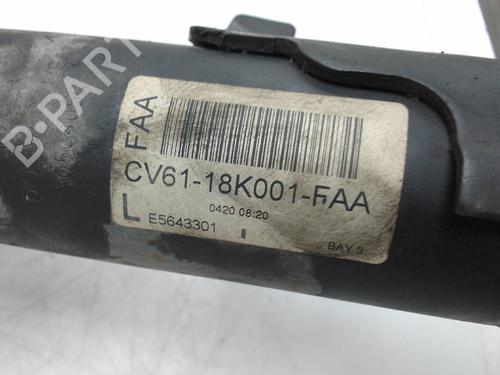 B-PARTS
FAA
CV61-18K001-FAA
0420 08:20
L E5643301
BAY 3